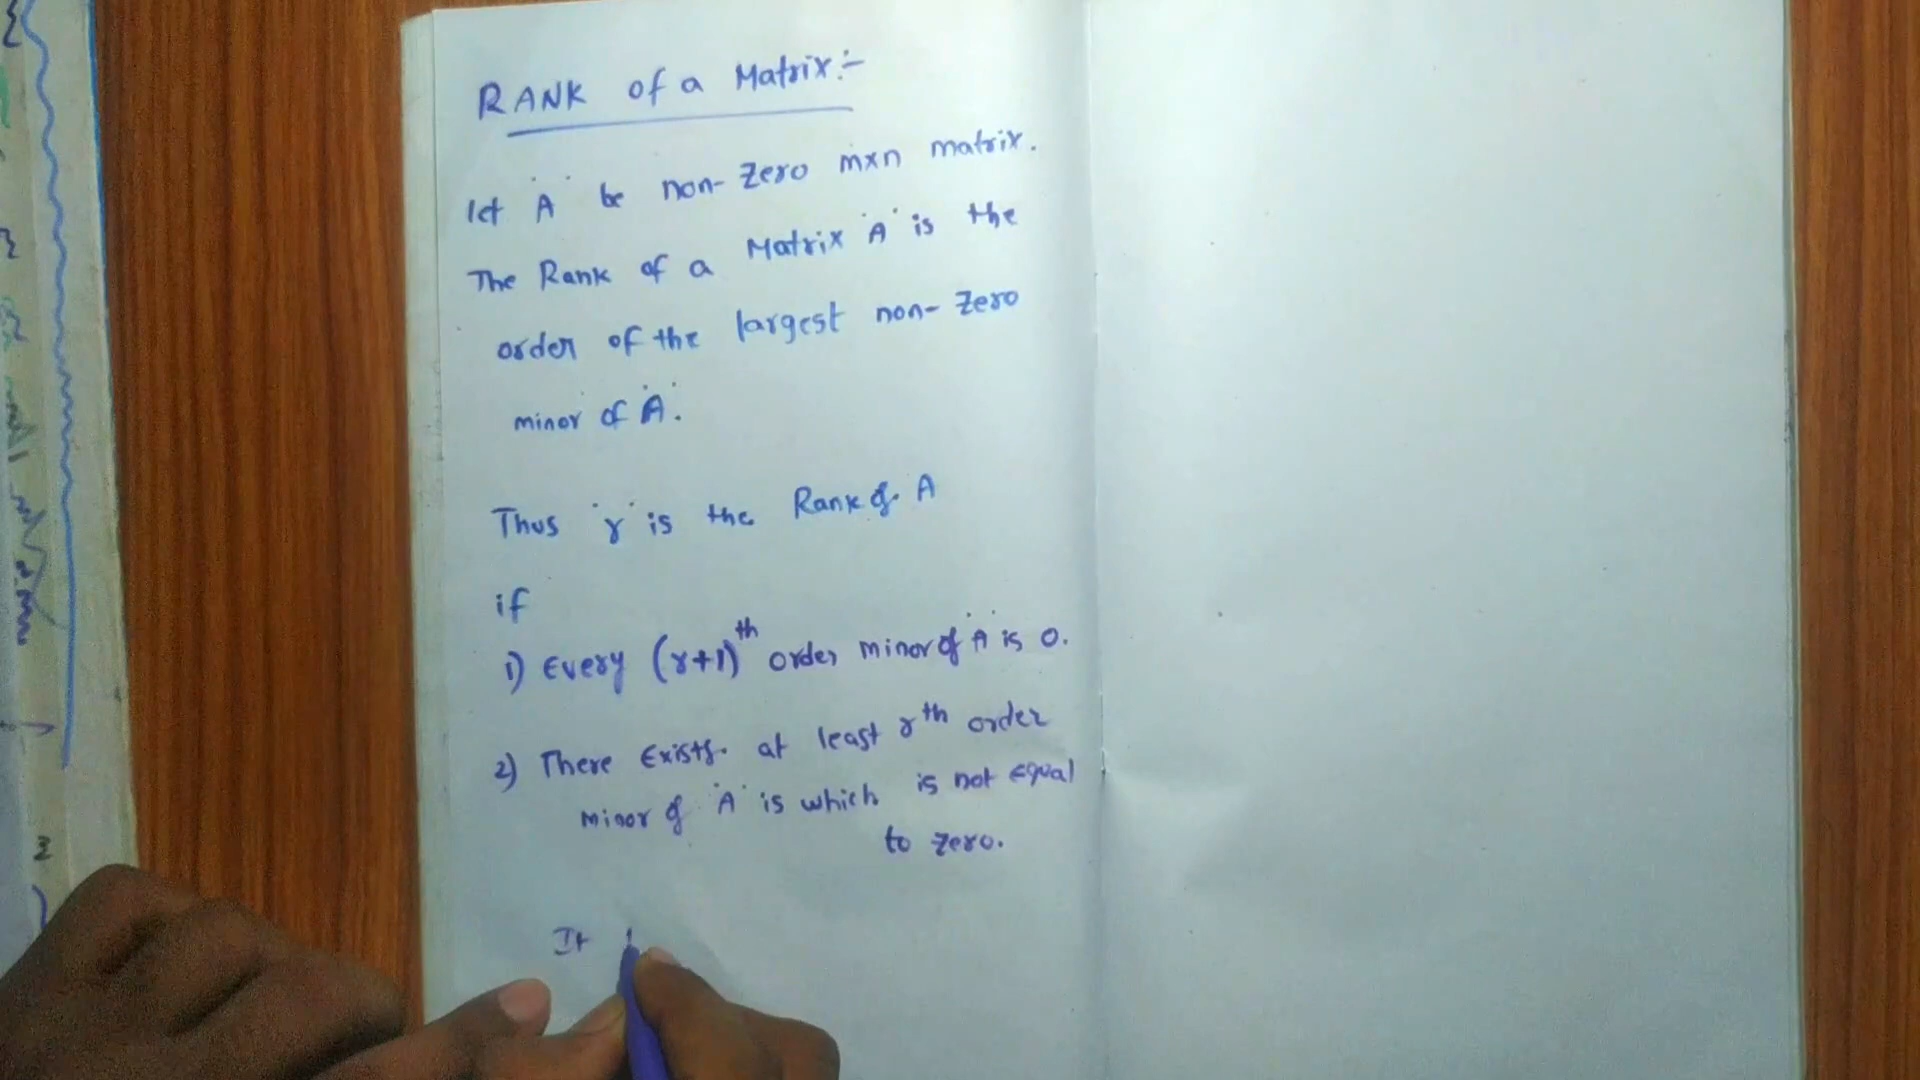 RANK of a Matrix:-
let 'A' be non-zero mxn matrix.
The Rank of a Matrix 'A' is the
order of the largest non-zero
minor of 'A'.
Thus 'r' is the Rank of A
if
1) Every (r+1)th order minor of 'A' is 0.
2) There Exists at least rth order
minor of 'A' is which is not Equal
to zero.
It